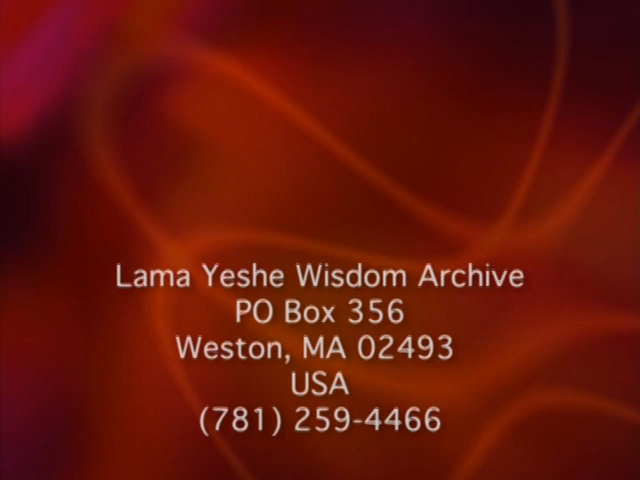 Lama Yeshe Wisdom Archive
PO Box 356
Weston, MA 02493
USA
(781) 259-4466